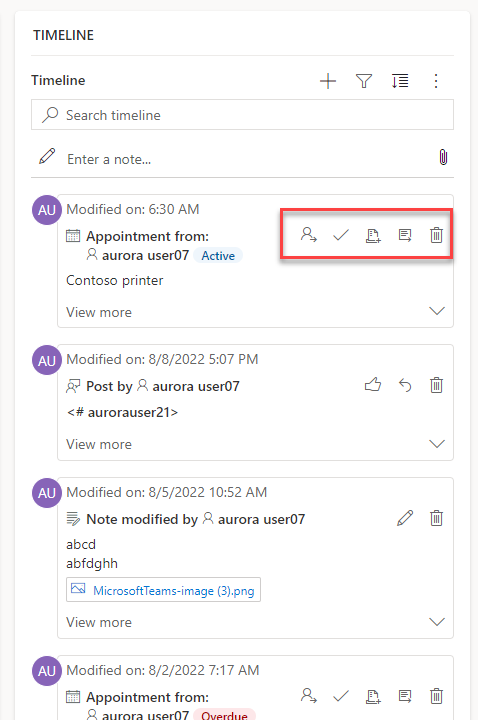 TIMELINE
Timeline
Search timeline
Enter a note...
AU
Modified on: 6:30 AM
Appointment from:
aurora user07 Active
Contoso printer
View more
AU
Modified on: 8/8/2022 5:07 PM
Post by aurora user07
<# aurorauser21>
View more
AU
Modified on: 8/5/2022 10:52 AM
Note modified by aurora user07
abcd
abfdghh
MicrosoftTeams-image (3).png
View more
AU
Modified on: 8/2/2022 7:17 AM
Appointment from:
aurora user07 Overdue